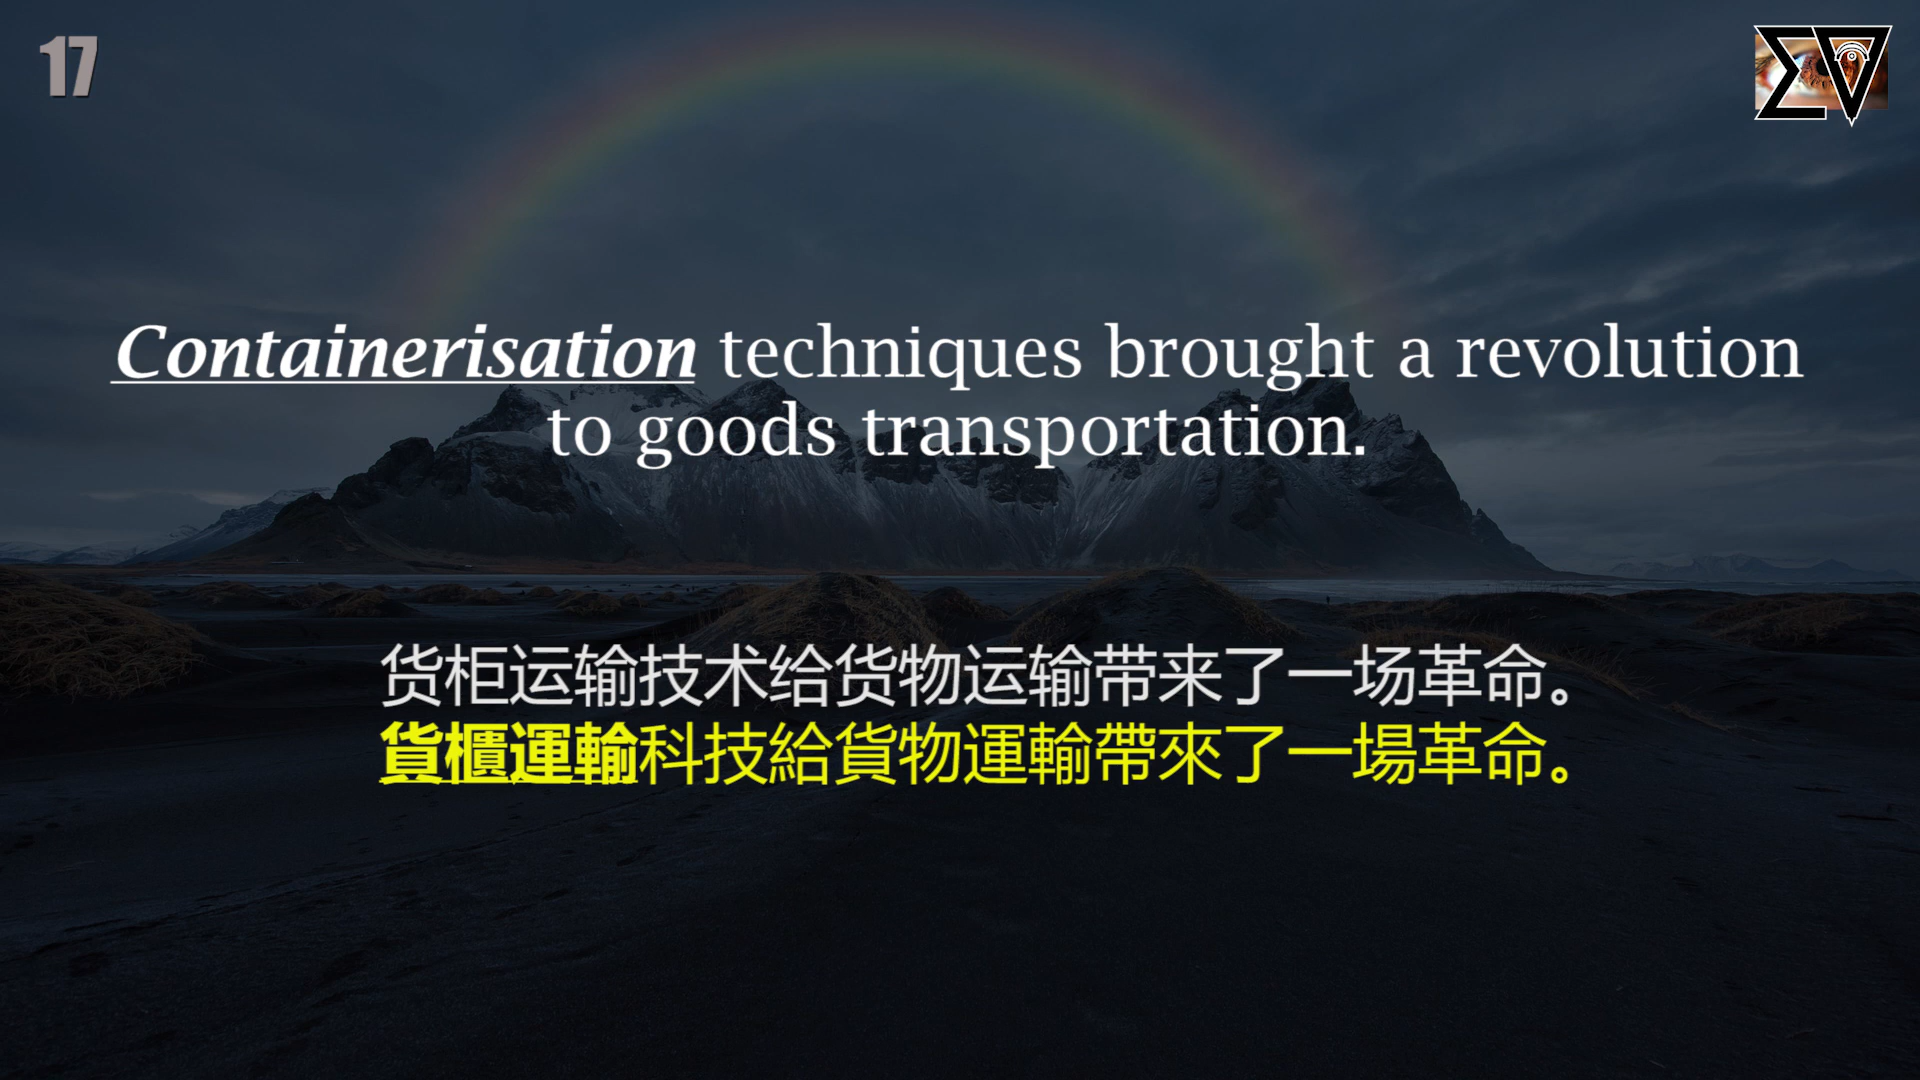 17
Containerisation techniques brought a revolution
to goods transportation.
货柜运输技术给货物运输带来了一场革命。
貨櫃運輸科技給貨物運輸帶來了一場革命。